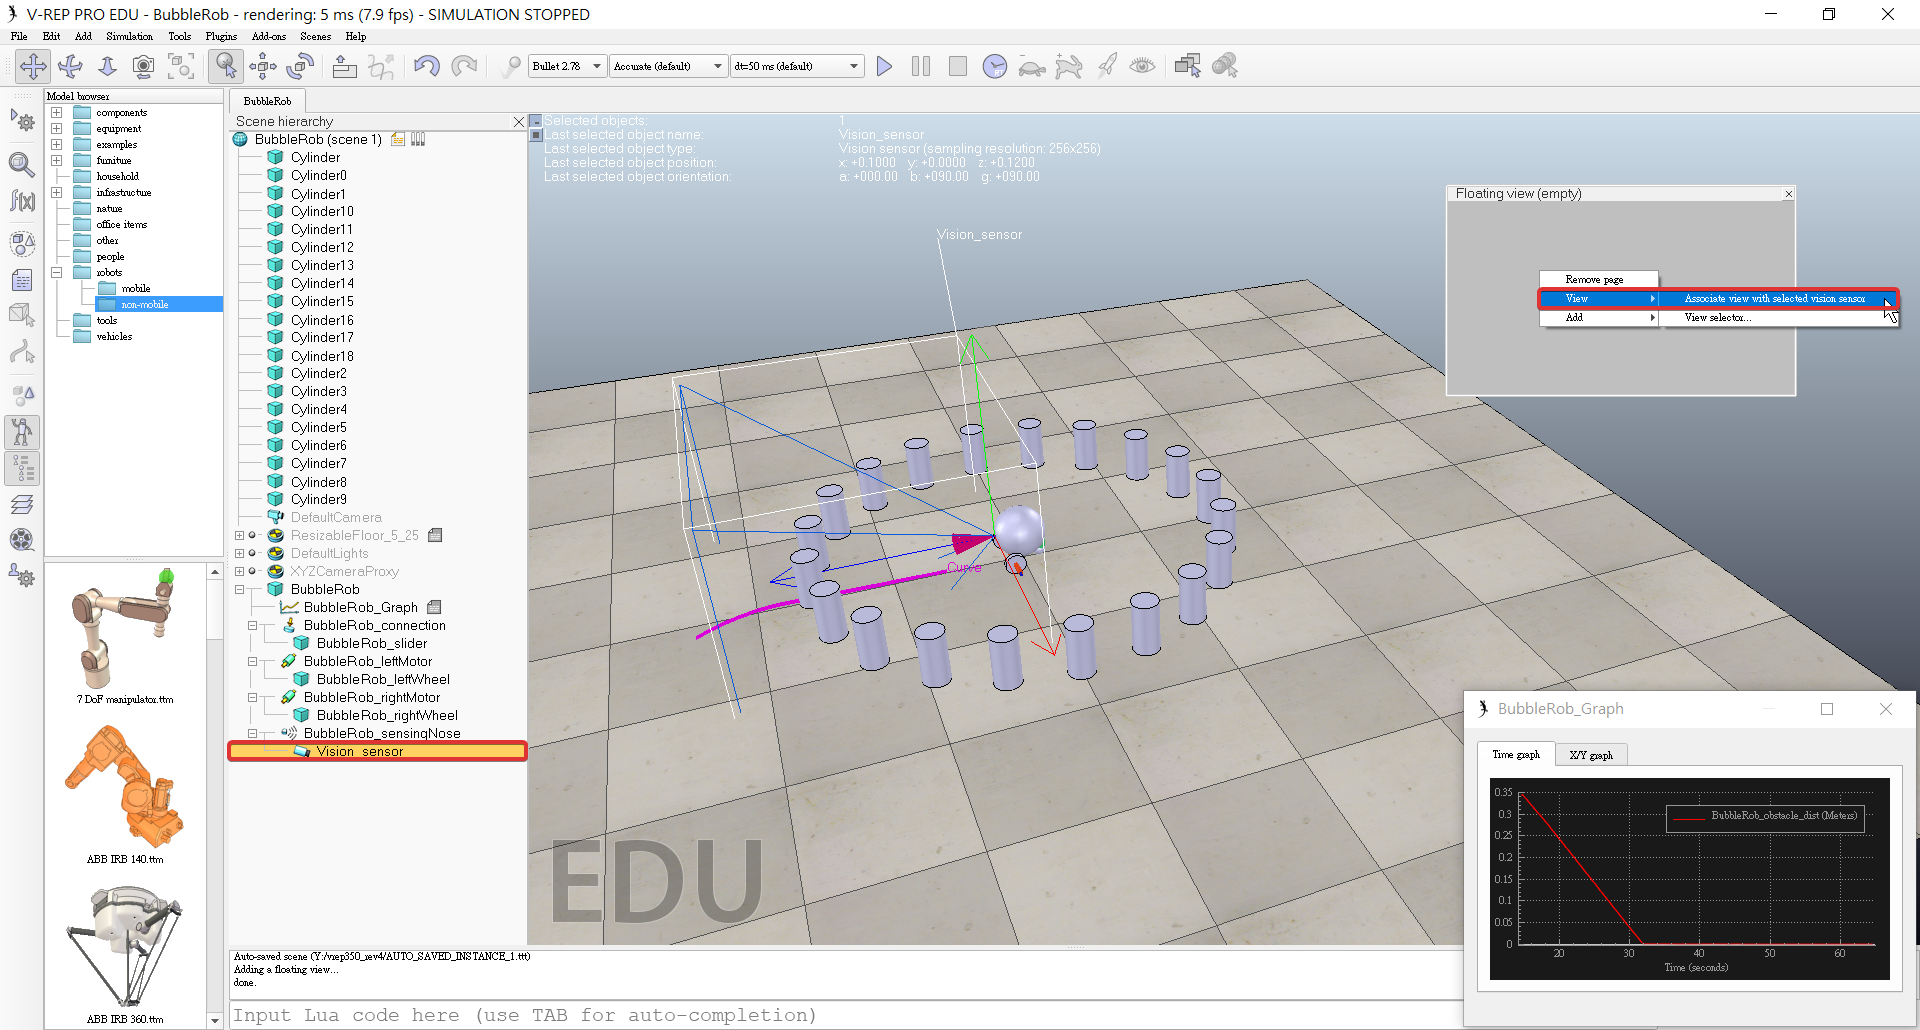 V-REP PRO EDU - BubbleRob - rendering: 5 ms (7.9 fps) - SIMULATION STOPPED
File Edit Add Simulation Tools Plugins Add-ons Scenes Help
Bullet 2.78 Accurate (default) dt=50 ms (default)
Model browser
components
equipment
examples
furniture
household
infrastructure
nature
office items
other
people
robots
mobile
non-mobile
tools
vehicles
7 DoF manipulator.ttm
ABB IRB 140.ttm
ABB IRB 360.ttm
BubbleRob
Scene hierarchy
BubbleRob (scene 1)
Cylinder
Cylinder0
Cylinder1
Cylinder10
Cylinder11
Cylinder12
Cylinder13
Cylinder14
Cylinder15
Cylinder16
Cylinder17
Cylinder18
Cylinder2
Cylinder3
Cylinder4
Cylinder5
Cylinder6
Cylinder7
Cylinder8
Cylinder9
DefaultCamera
ResizableFloor_5_25
DefaultLights
XYZCameraProxy
BubbleRob
BubbleRob_Graph
BubbleRob_connection
BubbleRob_slider
BubbleRob_leftMotor
BubbleRob_leftWheel
BubbleRob_rightMotor
BubbleRob_rightWheel
BubbleRob_sensingNose
Vision_sensor
Selected objects: 1
Last selected object name: Vision_sensor
Last selected object type: Vision sensor (sampling resolution: 256x256)
Last selected object position: x: +0.1000 y: +0.0000 z: +0.1200
Last selected object orientation: a: +000.00 b: +090.00 g: +090.00
Vision_sensor
Curve
EDU
Floating view (empty)
Remove page
View
Associate view with selected vision sensor
Add
View selector...
BubbleRob_Graph
Time graph X/Y graph
BubbleRob_obstacle_dist (Meters)
0.35
0.3
0.25
0.2
0.15
0.1
0.05
0
20 30 40 50 60
Time (seconds)
Auto-saved scene (Y:/vrep350_rev4/AUTO_SAVED_INSTANCE_1.ttt)
Adding a floating view...
done.
Input Lua code here (use TAB for auto-completion)